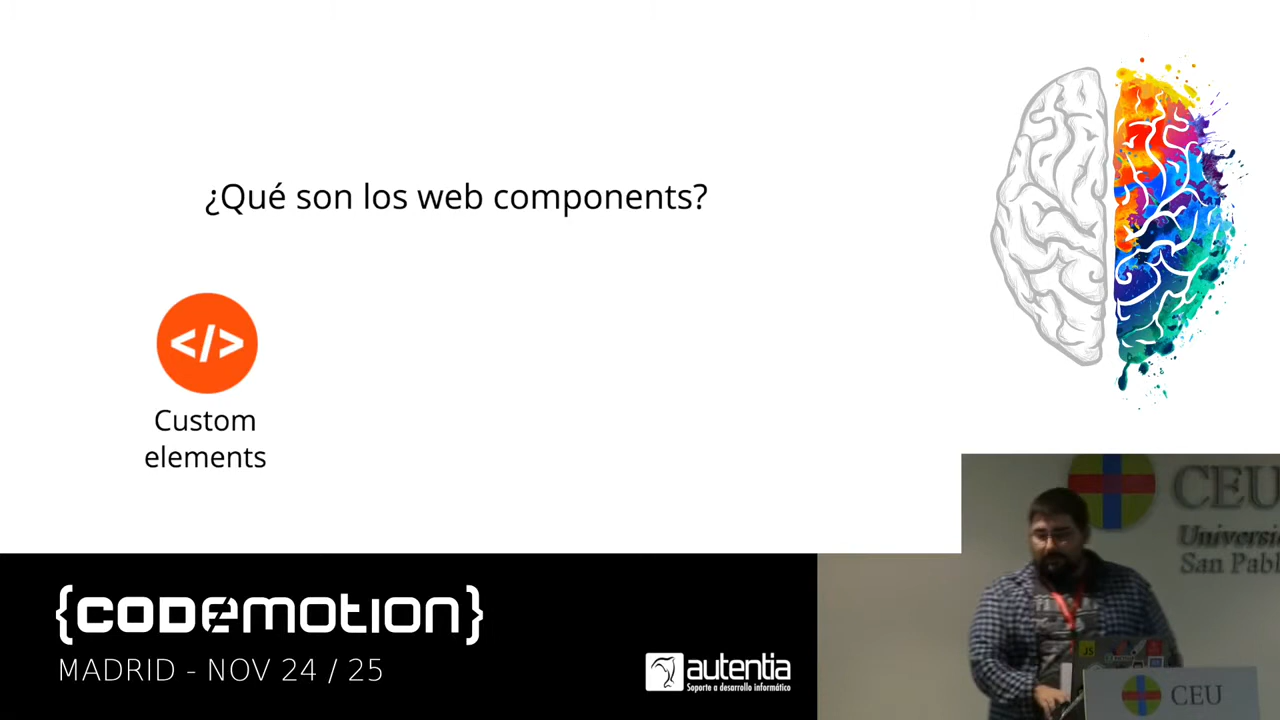 ¿Qué son los web components?
</>
Custom
elements
CEU
Universi
San Pabl
{CODEMOTION}
MADRID - NOV 24 / 25
autentia
Soporte a desarrollo informático
JS
CEU